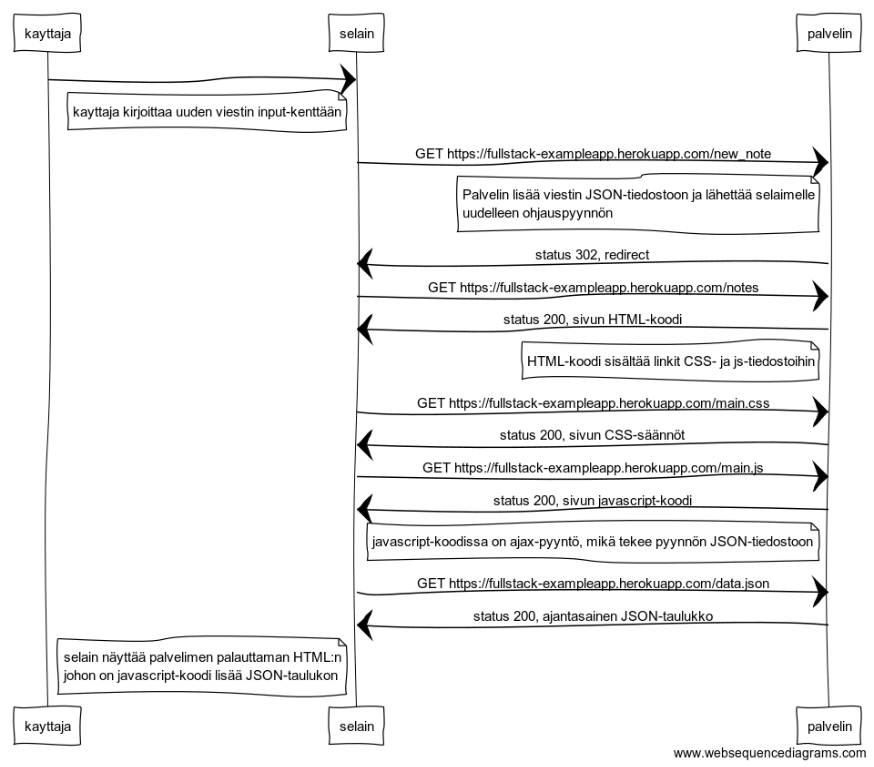 kayttaja selain palvelin
kayttaja kirjoittaa uuden viestin input-kenttään
GET https://fullstack-exampleapp.herokuapp.com/new_note
Palvelin lisää viestin JSON-tiedostoon ja lähettää selaimelle
uudelleen ohjauspyynnön
status 302, redirect
GET https://fullstack-exampleapp.herokuapp.com/notes
status 200, sivun HTML-koodi
HTML-koodi sisältää linkit CSS- ja js-tiedostoihin
GET https://fullstack-exampleapp.herokuapp.com/main.css
status 200, sivun CSS-säännöt
GET https://fullstack-exampleapp.herokuapp.com/main.js
status 200, sivun javascript-koodi
javascript-koodissa on ajax-pyyntö, mikä tekee pyynnön JSON-tiedostoon
GET https://fullstack-exampleapp.herokuapp.com/data.json
status 200, ajantasainen JSON-taulukko
selain näyttää palvelimen palauttaman HTML:n
johon on javascript-koodi lisää JSON-taulukon
kayttaja selain palvelin
www.websequencediagrams.com